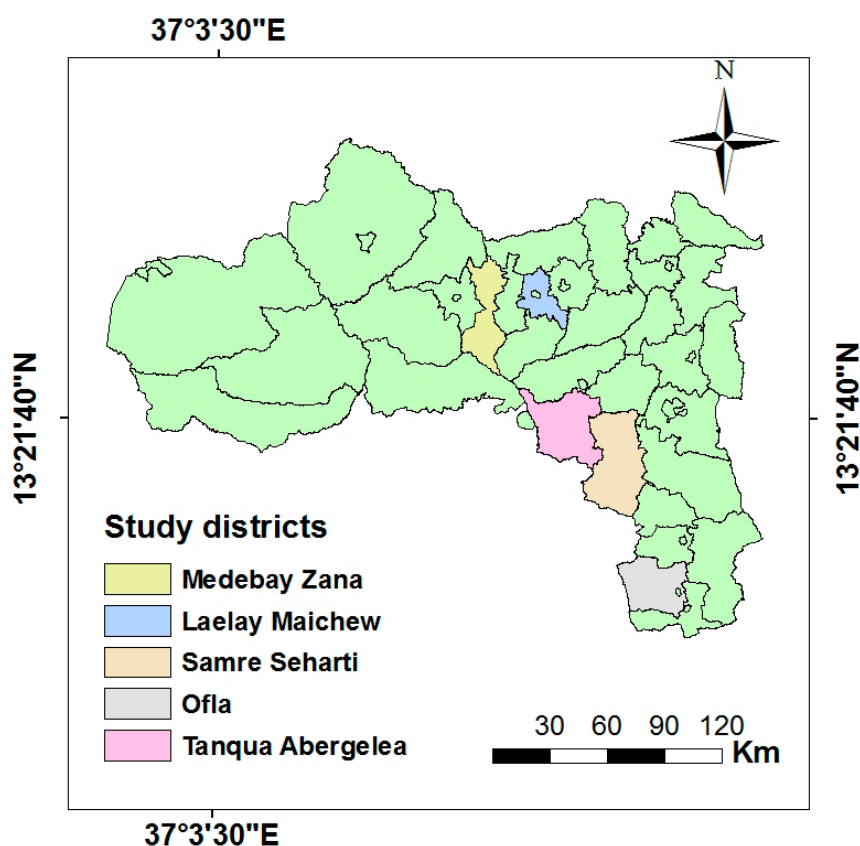 37°3'30"E
N
13°21'40"N
13°21'40"N
Study districts
Medebay Zana
Laelay Maichew
Samre Seharti
Ofla
Tanqua Abergelea
30 60 90 120
Km
37°3'30"E